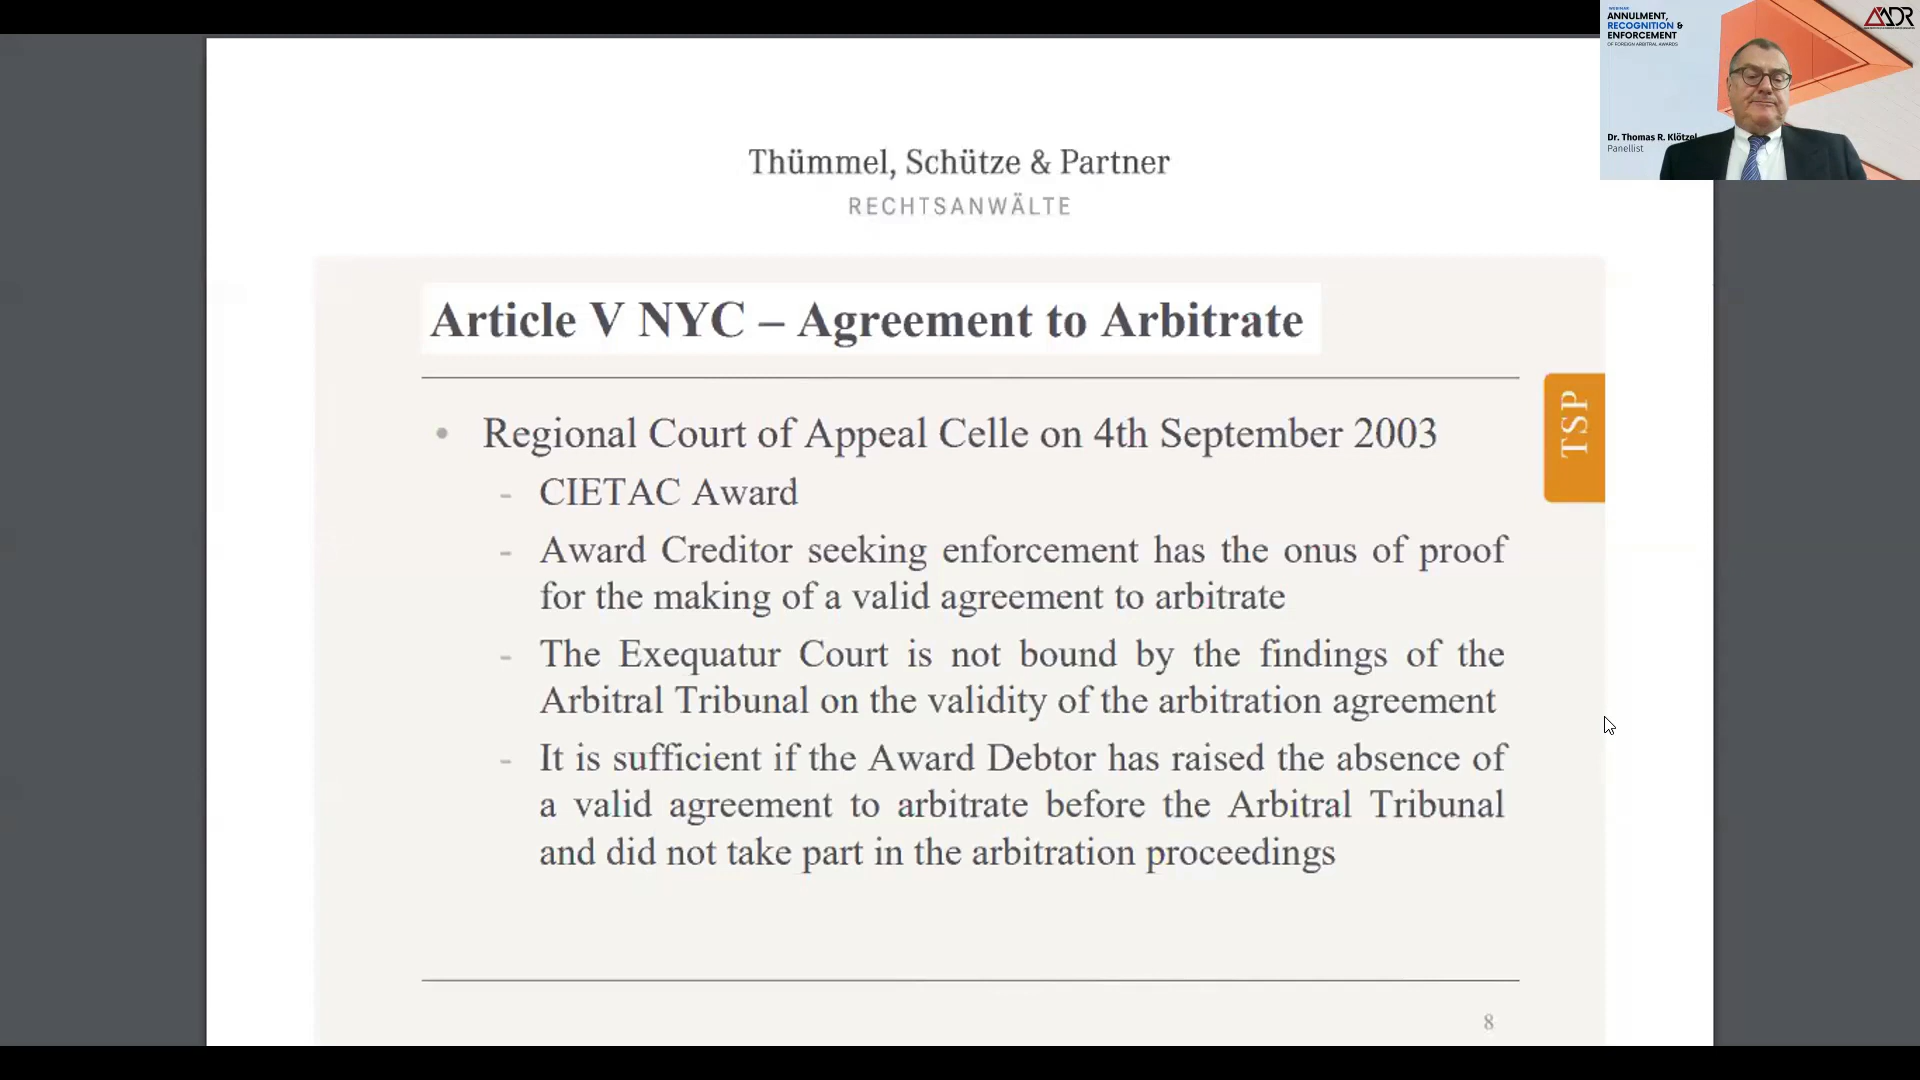 Thümmel, Schütze & Partner
RECHTSANWÄLTE
Article V NYC – Agreement to Arbitrate
• Regional Court of Appeal Celle on 4th September 2003
- CIETAC Award
- Award Creditor seeking enforcement has the onus of proof
for the making of a valid agreement to arbitrate
- The Exequatur Court is not bound by the findings of the
Arbitral Tribunal on the validity of the arbitration agreement
- It is sufficient if the Award Debtor has raised the absence of
a valid agreement to arbitrate before the Arbitral Tribunal
and did not take part in the arbitration proceedings
TSP
8
WEBINAR
ANNULMENT,
RECOGNITION &
ENFORCEMENT
OF FOREIGN ARBITRAL AWARDS
Dr. Thomas R. Klötzel
Panellist